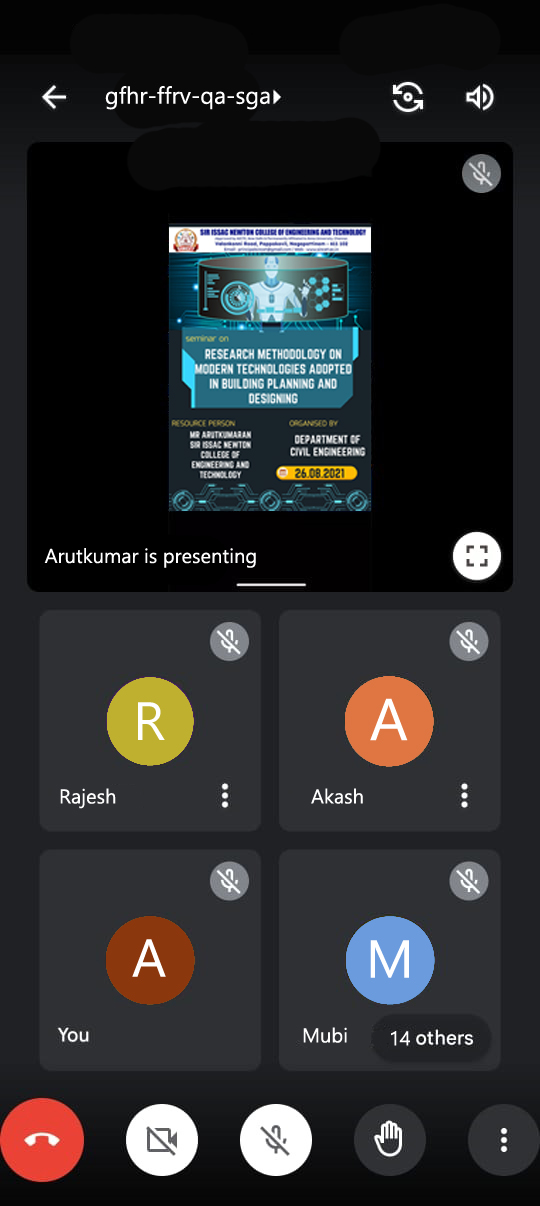 gfhr-ffrv-qa-sga
SIR ISSAC NEWTON COLLEGE OF ENGINEERING AND TECHNOLOGY
Velankanni Road, Pappakovil, Nagapattinam - 611 102
seminar on
RESEARCH METHODOLOGY ON
MODERN TECHNOLOGIES ADOPTED
IN BUILDING PLANNING AND
DESIGNING
RESOURCE PERSON
MR ARUTKUMARAN
SIR ISSAC NEWTON
COLLEGE OF
ENGINEERING AND
TECHNOLOGY
ORGANISED BY
DEPARTMENT OF
CIVIL ENGINEERING
26.08.2021
Arutkumar is presenting
R
Rajesh
A
Akash
A
You
M
Mubi
14 others